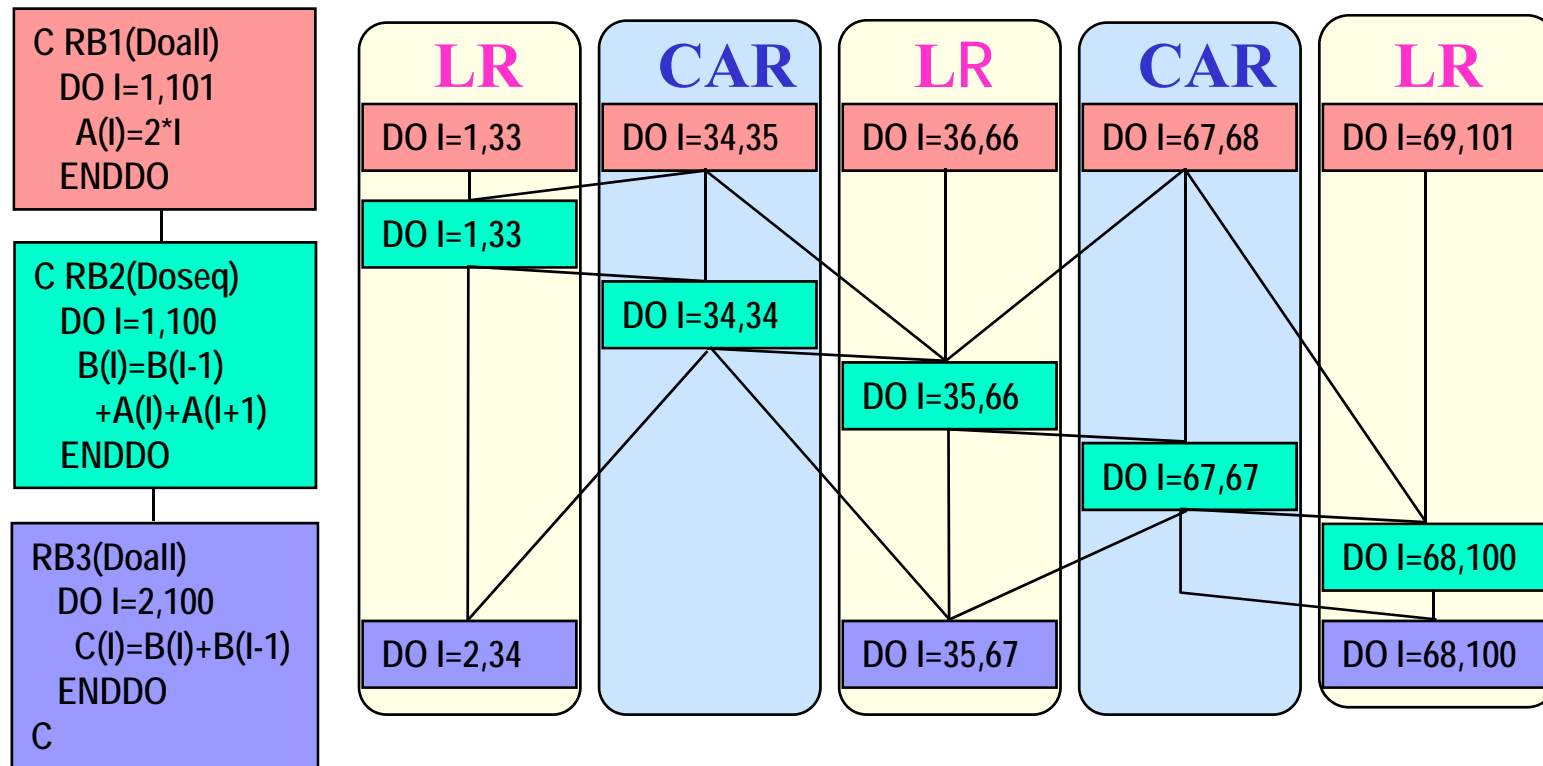 C RB1(Doall)
DO I=1,101
A(I)=2*I
ENDDO
C RB2(Doseq)
DO I=1,100
B(I)=B(I-1)
+A(I)+A(I+1)
ENDDO
RB3(Doall)
DO I=2,100
C(I)=B(I)+B(I-1)
ENDDO
C
LR
CAR
LR
CAR
LR
DO I=1,33
DO I=34,35
DO I=36,66
DO I=67,68
DO I=69,101
DO I=1,33
DO I=34,34
DO I=35,66
DO I=67,67
DO I=68,100
DO I=2,34
DO I=35,67
DO I=68,100